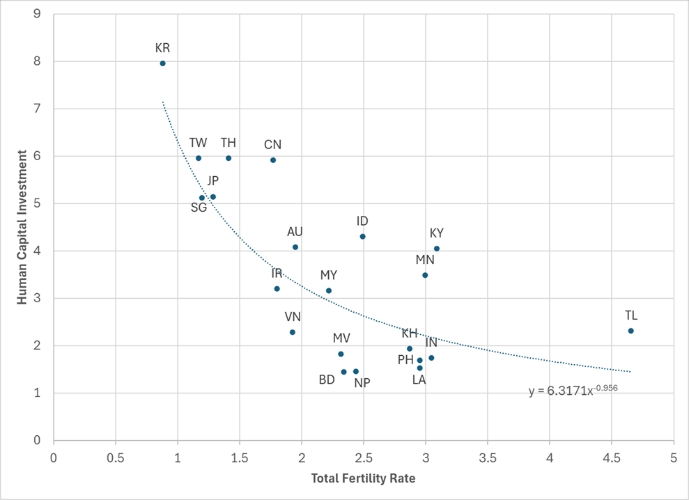 9
8
7
6
5
4
3
2
1
0
Human Capital Investment
KR
TW TH CN
JP
SG
AU ID KY
MN
IR MY
VN
TL
MV KH IN
PH
BD NP LA
y = 6.3171x^-0.956
0 0.5 1 1.5 2 2.5 3 3.5 4 4.5 5
Total Fertility Rate